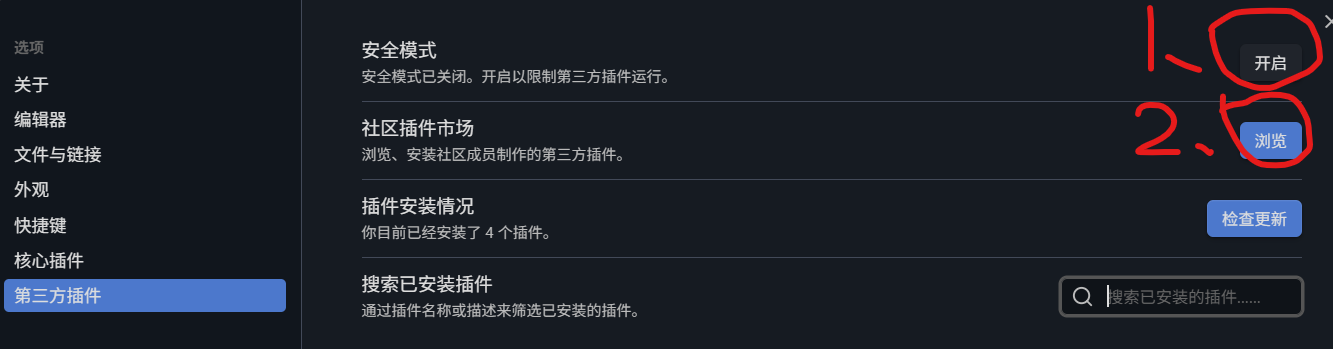 选项
关于
编辑器
文件与链接
外观
快捷键
核心插件
第三方插件
安全模式
安全模式已关闭。开启以限制第三方插件运行。
1、
开启
社区插件市场
浏览、安装社区成员制作的第三方插件。
2、
浏览
插件安装情况
你目前已经安装了 4 个插件。
检查更新
搜索已安装插件
通过插件名称或描述来筛选已安装的插件。
搜索已安装的插件......